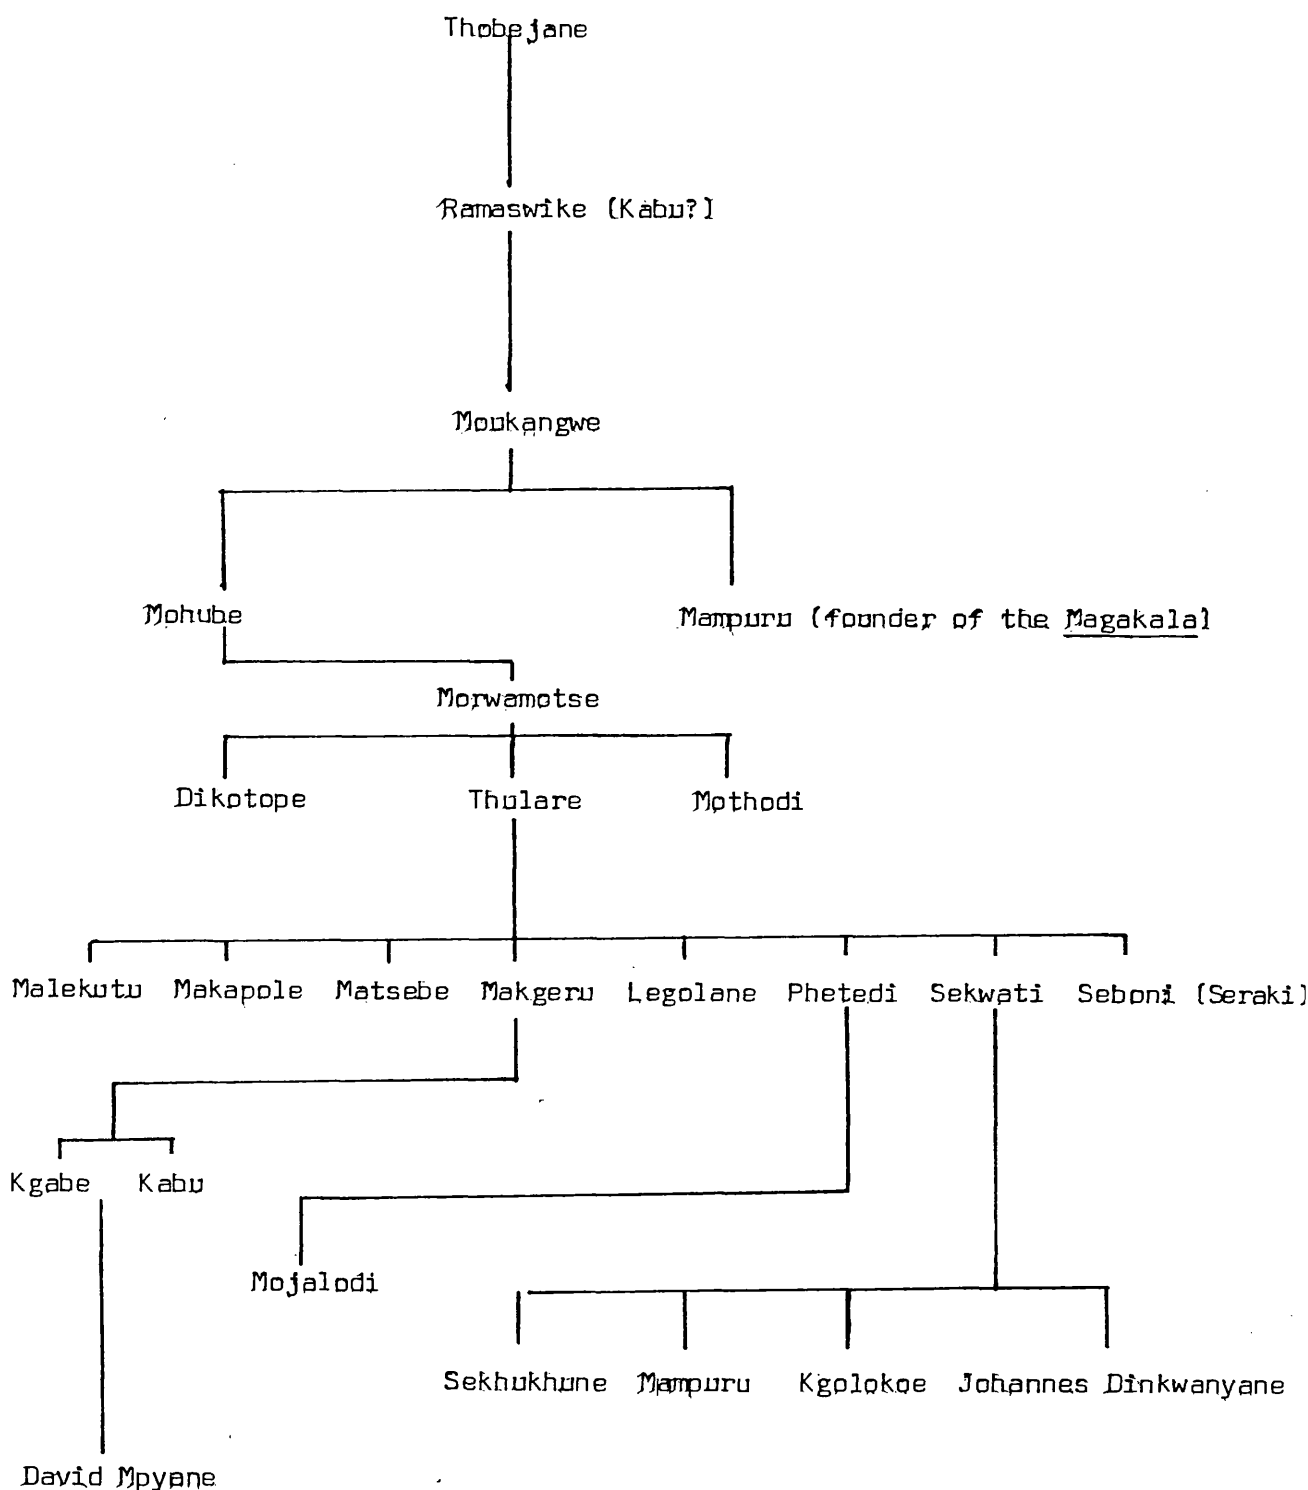 Thobejane
Ramaswike (Kabu?)
Moukangwe
Mohube Mampuru (founder of the Magakala)
Morwamotse
Dikotope Thulare Mothodi
Malekutu Makapole Matsebe Makgeru Legolane Phetedi Sekwati Seboni (Seraki)
Kgabe Kabu
Mojalodi
Sekhukhune Mampuru Kgolokoe Johannes Dinkwanyane
David Mpyane